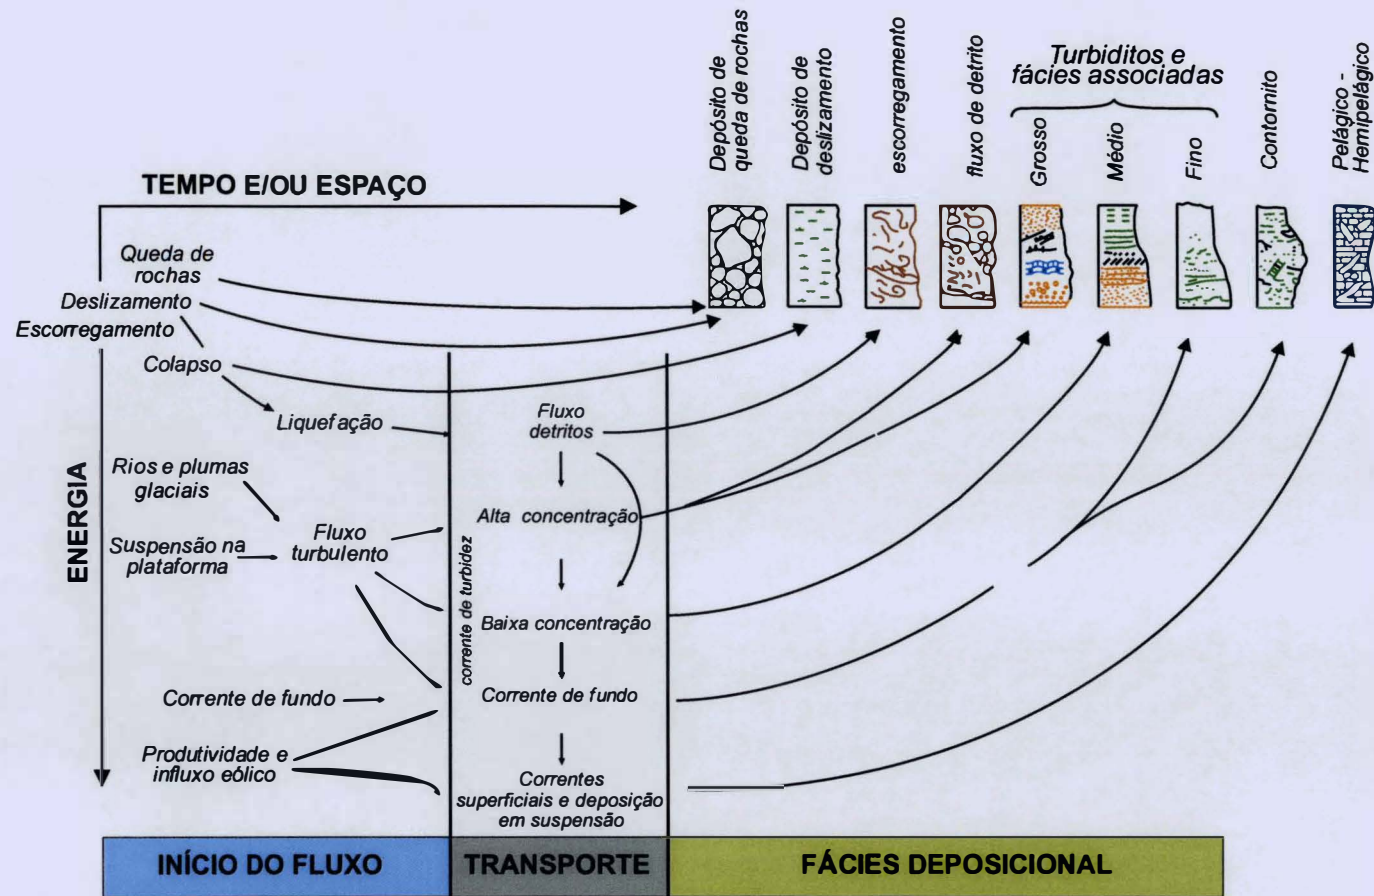 Depósito de
queda de rochas
Depósito de
deslizamento
escorregamento
fluxo de detrito
Turbiditos e
fácies associadas
Grosso
Médio
Fino
Contornito
Pelágico -
Hemipelágico
TEMPO E/OU ESPAÇO
Queda de
rochas
Deslizamento
Escorregamento
Colapso
Liquefação
ENERGIA
Rios e plumas
glaciais
Suspensão na
plataforma
Fluxo
turbulento
Corrente de fundo
Produtividade e
influxo eólico
corrente de turbidez
Fluxo
detritos
Alta concentração
Baixa concentração
Corrente de fundo
Correntes
superficiais e deposição
em suspensão
INÍCIO DO FLUXO
TRANSPORTE
FÁCIES DEPOSICIONAL